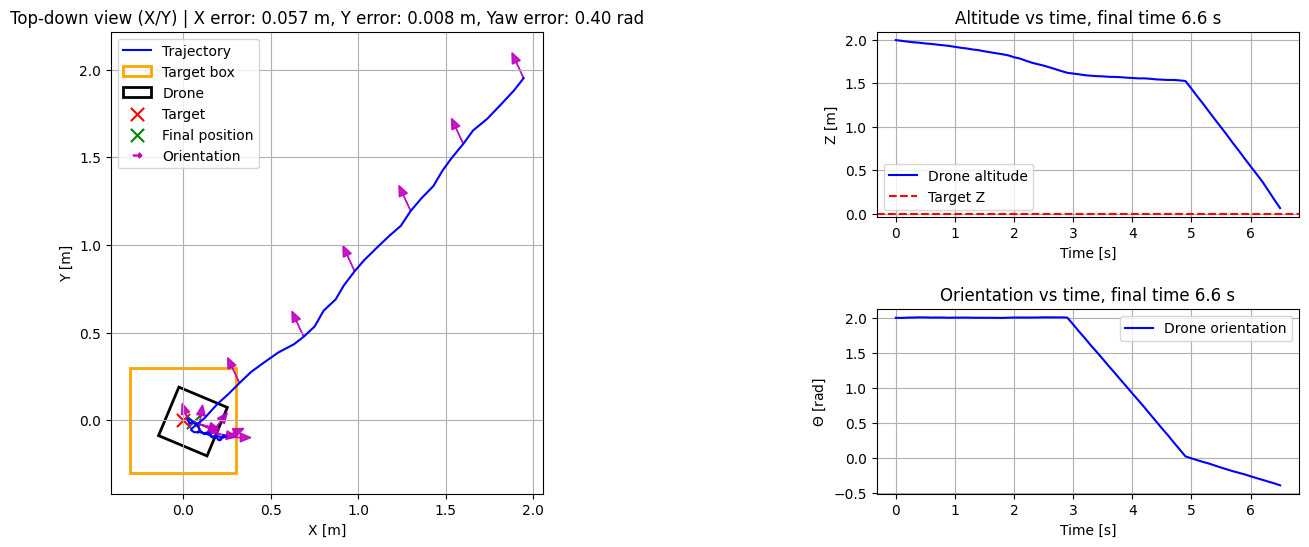 Top-down view (X/Y) | X error: 0.057 m, Y error: 0.008 m, Yaw error: 0.40 rad
Trajectory
Target box
Drone
Target
Final position
Orientation
2.0
1.5
1.0
0.5
0.0
Y [m]
0.0
0.5
1.0
1.5
2.0
X [m]
Altitude vs time, final time 6.6 s
2.0
1.5
1.0
0.5
0.0
Z [m]
Drone altitude
Target Z
0
1
2
3
4
5
6
Time [s]
Orientation vs time, final time 6.6 s
2.0
1.5
1.0
0.5
0.0
−0.5
Θ [rad]
Drone orientation
0
1
2
3
4
5
6
Time [s]